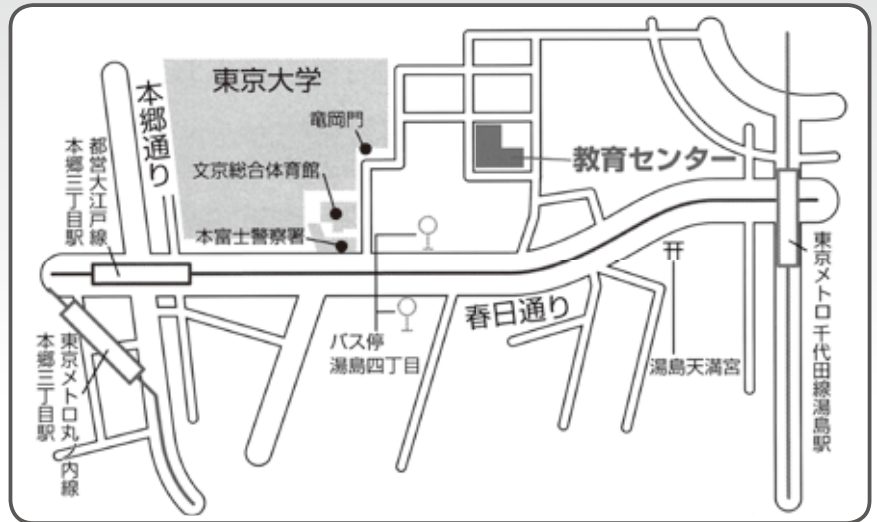 東京大学
本郷通り
竜岡門
教育センター
都営大江戸線
本郷三丁目駅
文京総合体育館
本富士警察署
春日通り
バス停
湯島四丁目
湯島天満宮
東京メトロ千代田線湯島駅
東京メトロ丸ノ内線
本郷三丁目駅